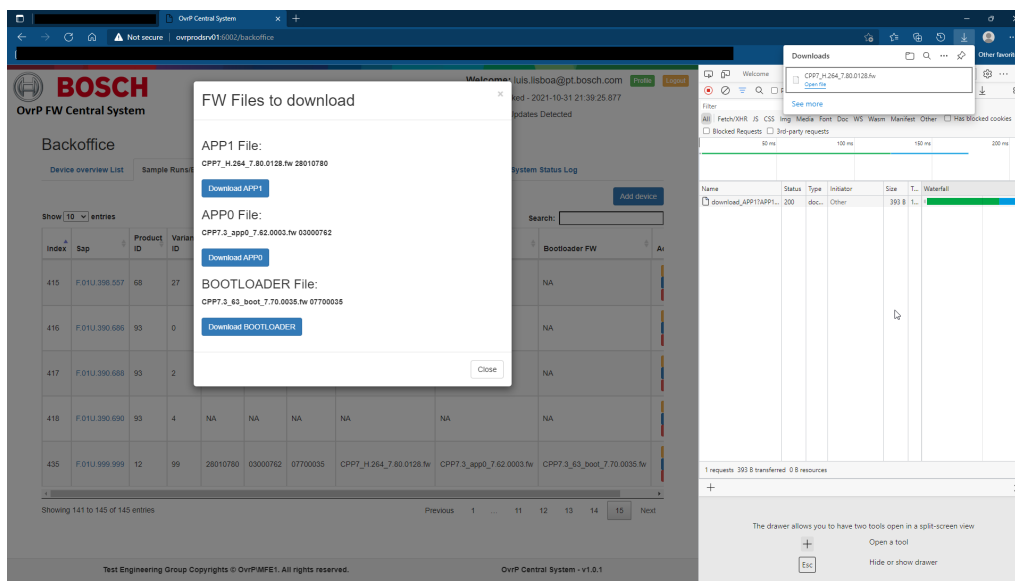 OvrP Central System
Not secure
ovrprodsrv01:6002/backoffice
Other favorit
Downloads
CPP7_H.264_7.80.0128.fw
Open file
See more
BOSCH
OvrP FW Central System
Welcome: luis.lisboa@pt.bosch.com Profile Logout
ked - 2021-10-31 21:39:25.877
Updates Detected
Backoffice
Device overview List
Sample Runs/E
System Status Log
Add device
Show 10 entries
Search:
Index Sap Product ID Varian ID Bootloader FW
415 F.01U.398.557 68 27 NA
416 F.01U.390.686 93 0 NA
417 F.01U.390.688 93 2 NA
418 F.01U.390.690 93 4 NA NA NA NA NA NA
435 F.01U.999.999 12 99 28010780 03000762 07700035 CPP7_H.264_7.80.0128.fw CPP7.3_app0_7.62.0003.fw CPP7.3_63_boot_7.70.0035.fw
Showing 141 to 145 of 145 entries
Previous 1 ... 11 12 13 14 15 Next
Test Engineering Group Copyrights © OvrP\MFE1. All rights reserved.
OvrP Central System - v1.0.1
FW Files to download
×
APP1 File:
CPP7_H.264_7.80.0128.fw 28010780
Download APP1
APP0 File:
CPP7.3_app0_7.62.0003.fw 03000762
Download APP0
BOOTLOADER File:
CPP7.3_63_boot_7.70.0035.fw 07700035
Download BOOTLOADER
Close
Welcome
Filter
All Fetch/XHR JS CSS Img Media Font Doc WS Wasm Manifest Other Has blocked cookies
Blocked Requests 3rd-party requests
50 ms 100 ms 150 ms 200 ms
Name Status Type Initiator Size T... Waterfall
download_APP1?APP1... 200 doc... Other 393 B 1...
1 requests 393 B transferred 0 B resources
The drawer allows you to have two tools open in a split-screen view
Open a tool
Esc Hide or show drawer